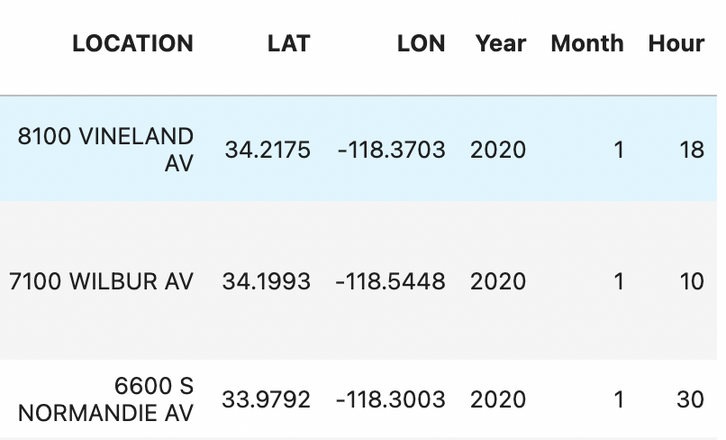 LOCATION LAT LON Year Month Hour
8100 VINELAND
AV 34.2175 -118.3703 2020 1 18
7100 WILBUR AV 34.1993 -118.5448 2020 1 10
6600 S
NORMANDIE AV 33.9792 -118.3003 2020 1 30